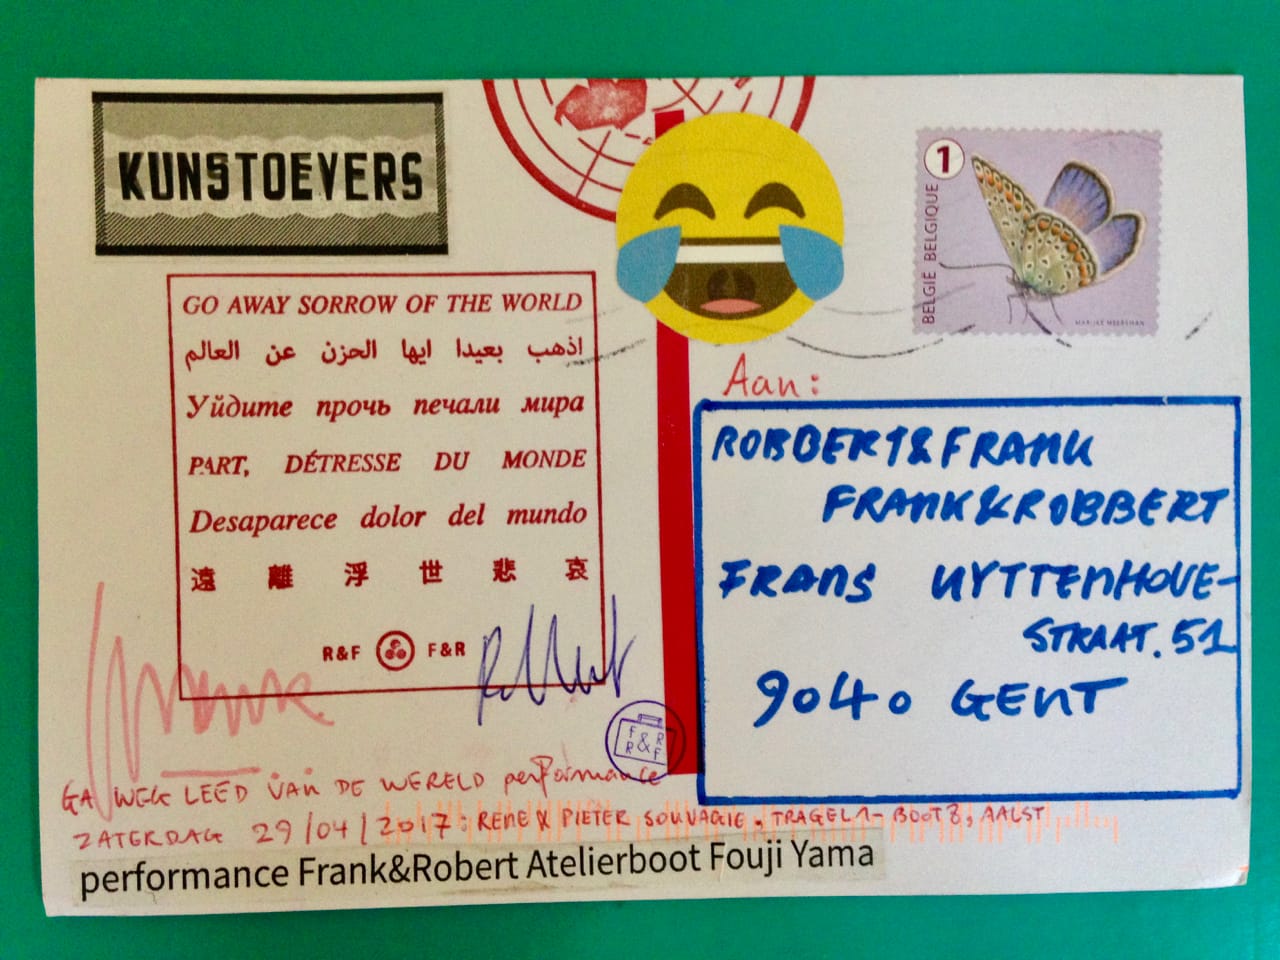 KUNSTOEVERS
1
BELGIË BELGIQUE
MARIJKE MEERSMAN
GO AWAY SORROW OF THE WORLD
اذهب بعيدا ايها الحزن عن العالم
Уйдите прочь печали мира
PART, DÉTRESSE DU MONDE
Desaparece dolor del mundo
遠離浮世悲哀
R&F F&R
Aan:
ROBBERT&FRANK
FRANK&ROBBERT
FRANS UYTTENHOVE-
STRAAT. 51
9040 GENT
F&R
R&F
GA WEG LEED VAN DE WERELD performance
ZATERDAG 29/04/2017: RENE & PIETER SOUVAGIE. TRAGEL 1- BOOT 8, AALST
performance Frank&Robert Atelierboot Fouji Yama